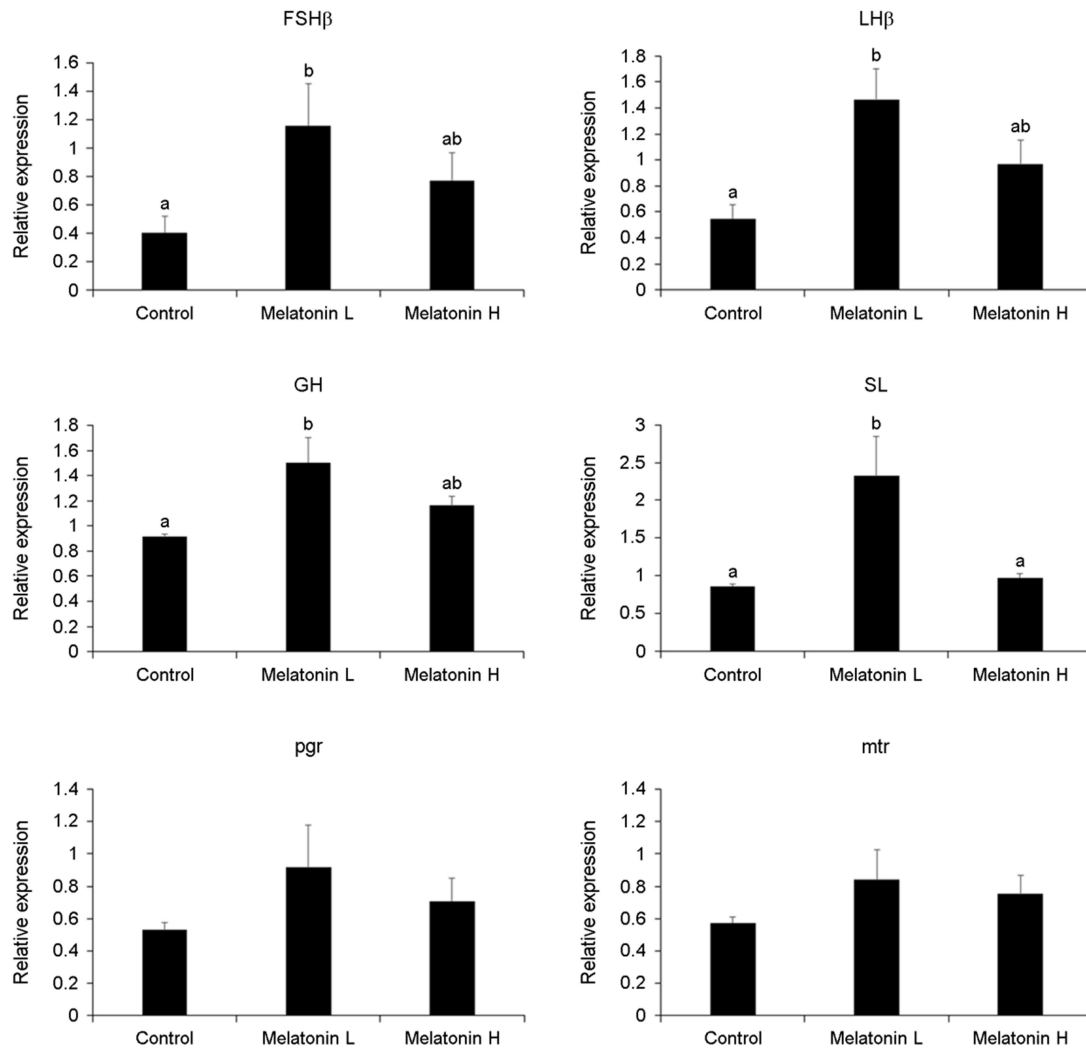 FSHβ
Relative expression
1.6
1.4
1.2
1
0.8
0.6
0.4
0.2
0
a
b
ab
Control Melatonin L Melatonin H
LHβ
Relative expression
1.8
1.6
1.4
1.2
1
0.8
0.6
0.4
0.2
0
a
b
ab
Control Melatonin L Melatonin H
GH
Relative expression
1.8
1.6
1.4
1.2
1
0.8
0.6
0.4
0.2
0
a
b
ab
Control Melatonin L Melatonin H
SL
Relative expression
3
2.5
2
1.5
1
0.5
0
a
b
a
Control Melatonin L Melatonin H
pgr
Relative expression
1.4
1.2
1
0.8
0.6
0.4
0.2
0
Control Melatonin L Melatonin H
mtr
Relative expression
1.4
1.2
1
0.8
0.6
0.4
0.2
0
Control Melatonin L Melatonin H